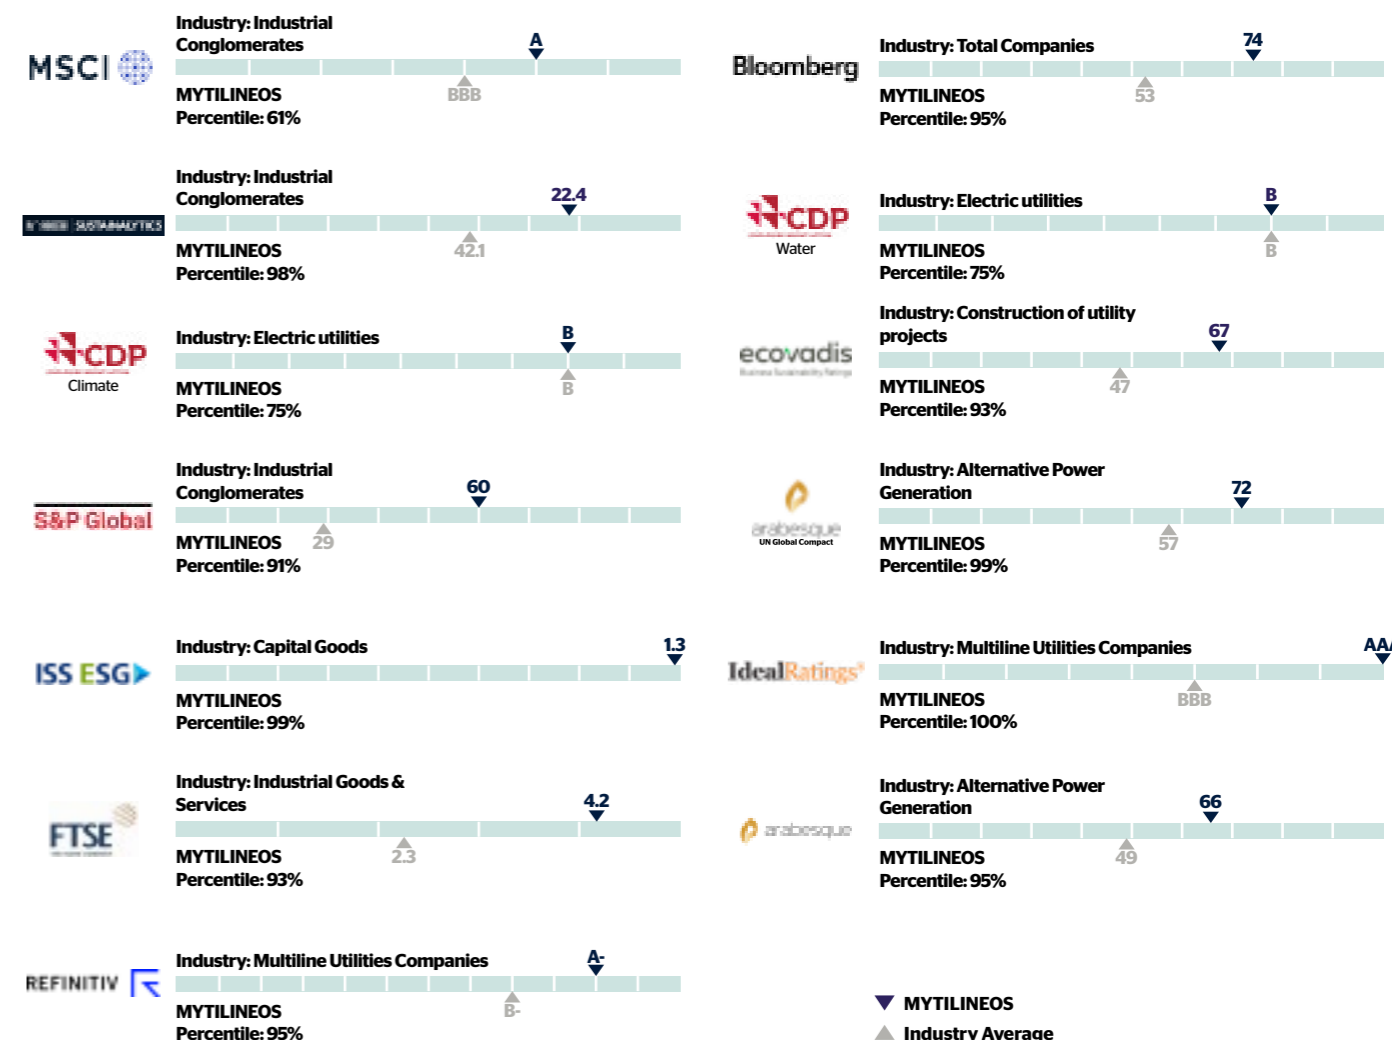 Industry: Industrial
Conglomerates
A
MSCI
BBB
MYTILINEOS
Percentile: 61%
Industry: Industrial
Conglomerates
22.4
SUSTAINALYTICS
42.1
MYTILINEOS
Percentile: 98%
CDP
Climate
Industry: Electric utilities
B
B
MYTILINEOS
Percentile: 75%
Industry: Industrial
Conglomerates
60
S&P Global
29
MYTILINEOS
Percentile: 91%
Industry: Capital Goods
1.3
ISS ESG
MYTILINEOS
Percentile: 99%
Industry: Industrial Goods &
Services
4.2
FTSE
2.3
MYTILINEOS
Percentile: 93%
Industry: Multiline Utilities Companies
A-
REFINITIV
B-
MYTILINEOS
Percentile: 95%
Industry: Total Companies
74
Bloomberg
53
MYTILINEOS
Percentile: 95%
CDP
Water
Industry: Electric utilities
B
B
MYTILINEOS
Percentile: 75%
Industry: Construction of utility
projects
67
ecovadis
Business Sustainability Ratings
47
MYTILINEOS
Percentile: 93%
Industry: Alternative Power
Generation
72
arabesque
UN Global Compact
57
MYTILINEOS
Percentile: 99%
Industry: Multiline Utilities Companies
AAA
IdealRatings®
BBB
MYTILINEOS
Percentile: 100%
Industry: Alternative Power
Generation
66
arabesque
49
MYTILINEOS
Percentile: 95%
MYTILINEOS
Industry Average